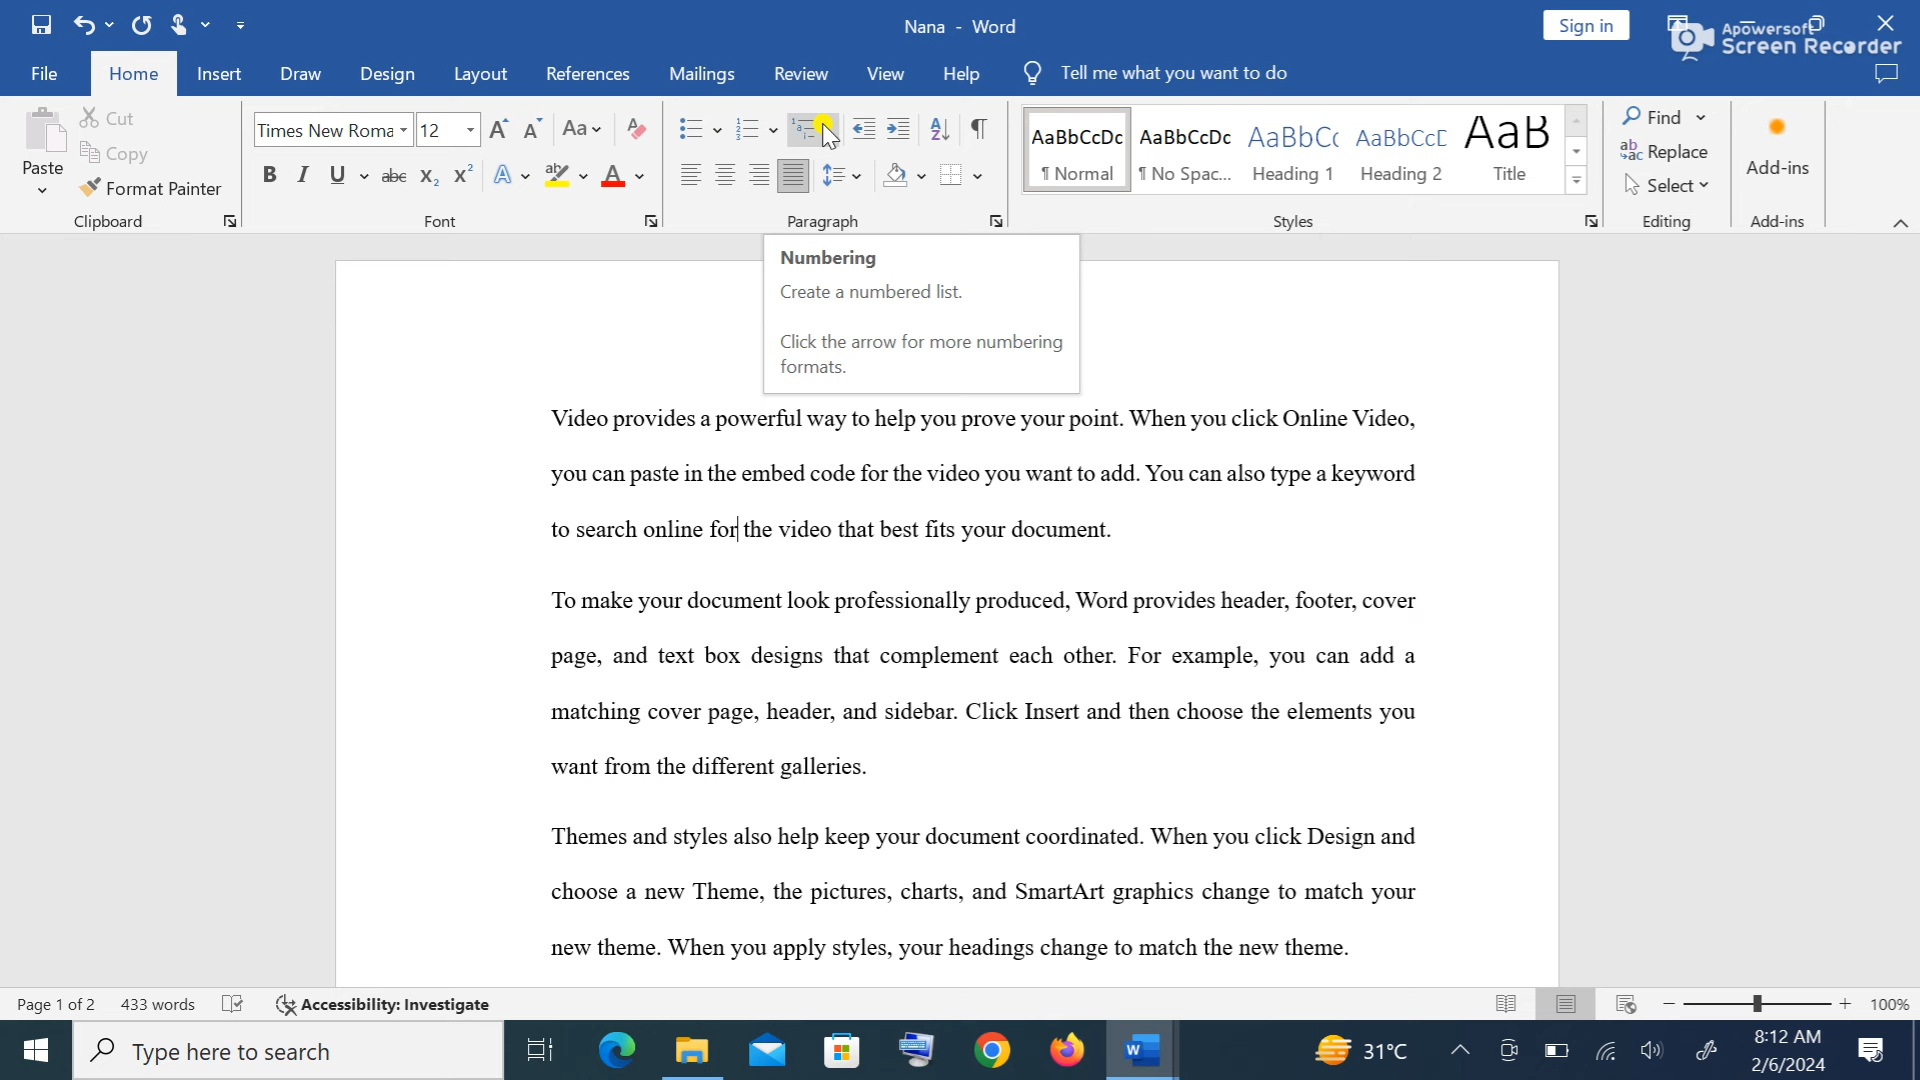 Nana - Word
Sign in
Apowersoft
Screen Recorder
File Home Insert Draw Design Layout References Mailings Review View Help Tell me what you want to do
Paste
Cut
Copy
Format Painter
Clipboard
Times New Roma 12 Aa
B I U abc X₂ X² A ab A
Font
A Z ¶
Paragraph
AaBbCcDc AaBbCcDc AaBbC AaBbCcE AaB
¶ Normal ¶ No Spac... Heading 1 Heading 2 Title
Styles
Find
Replace
Select
Editing
Add-ins
Add-ins
Numbering
Create a numbered list.
Click the arrow for more numbering
formats.
Video provides a powerful way to help you prove your point. When you click Online Video,
you can paste in the embed code for the video you want to add. You can also type a keyword
to search online for the video that best fits your document.
To make your document look professionally produced, Word provides header, footer, cover
page, and text box designs that complement each other. For example, you can add a
matching cover page, header, and sidebar. Click Insert and then choose the elements you
want from the different galleries.
Themes and styles also help keep your document coordinated. When you click Design and
choose a new Theme, the pictures, charts, and SmartArt graphics change to match your
new theme. When you apply styles, your headings change to match the new theme.
Page 1 of 2 433 words Accessibility: Investigate 100%
Type here to search
31°C
8:12 AM
2/6/2024